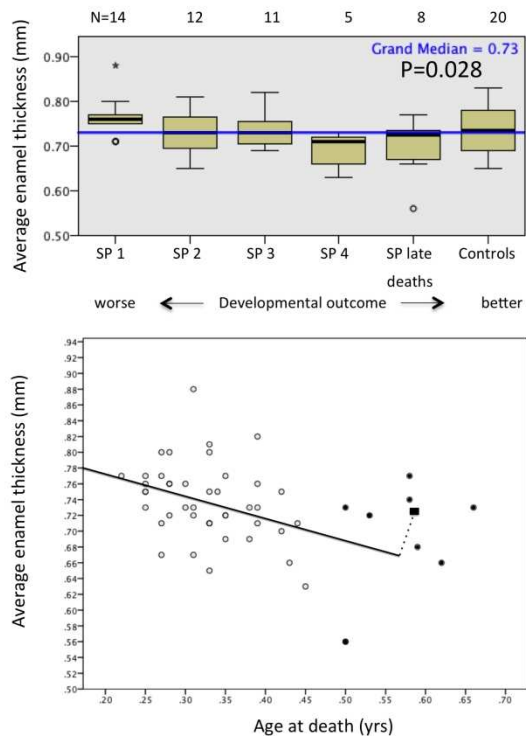 N=14 12 11 5 8 20
Grand Median = 0.73
P=0.028
Average enamel thickness (mm)
0.90
0.80
0.70
0.60
0.50
SP 1 SP 2 SP 3 SP 4 SP late Controls
deaths
worse Developmental outcome better
Average enamel thickness (mm)
.94
.92
.90
.88
.86
.84
.82
.80
.78
.76
.74
.72
.70
.68
.66
.64
.62
.60
.58
.56
.54
.52
.50
.20 .25 .30 .35 .40 .45 .50 .55 .60 .65 .70
Age at death (yrs)